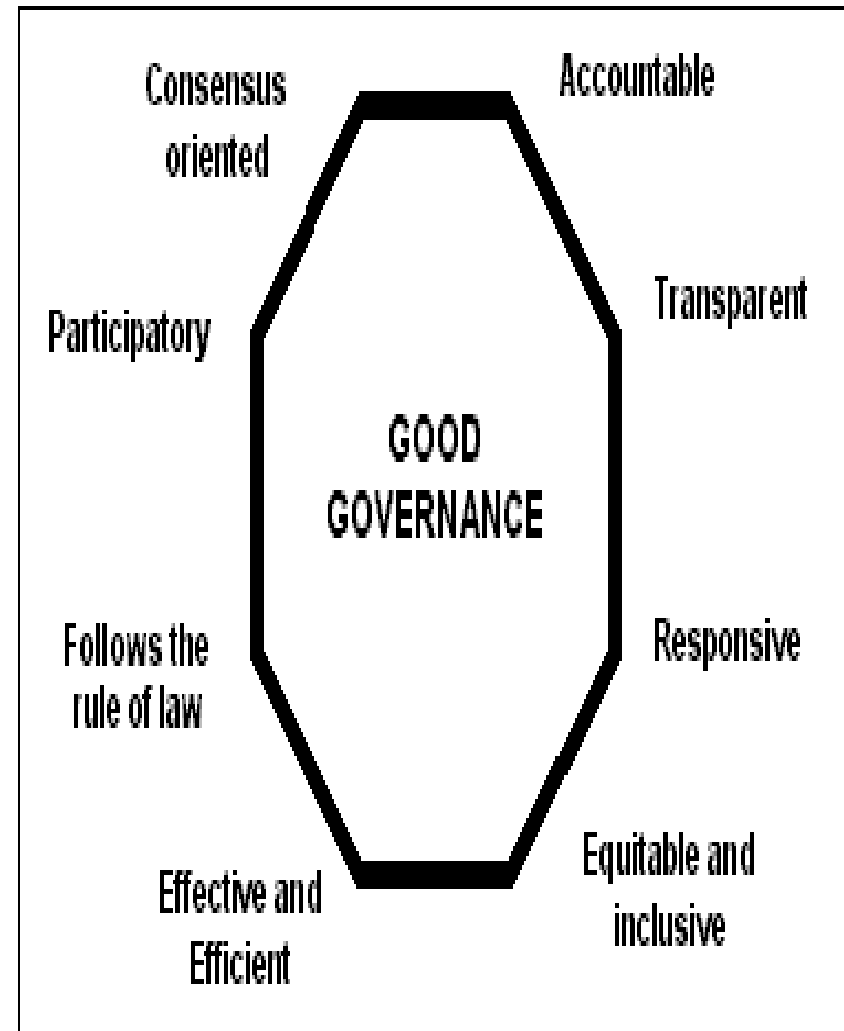 Consensus
oriented
Accountable
Participatory
Transparent
GOOD
GOVERNANCE
Follows the
rule of law
Responsive
Effective and
Efficient
Equitable and
inclusive